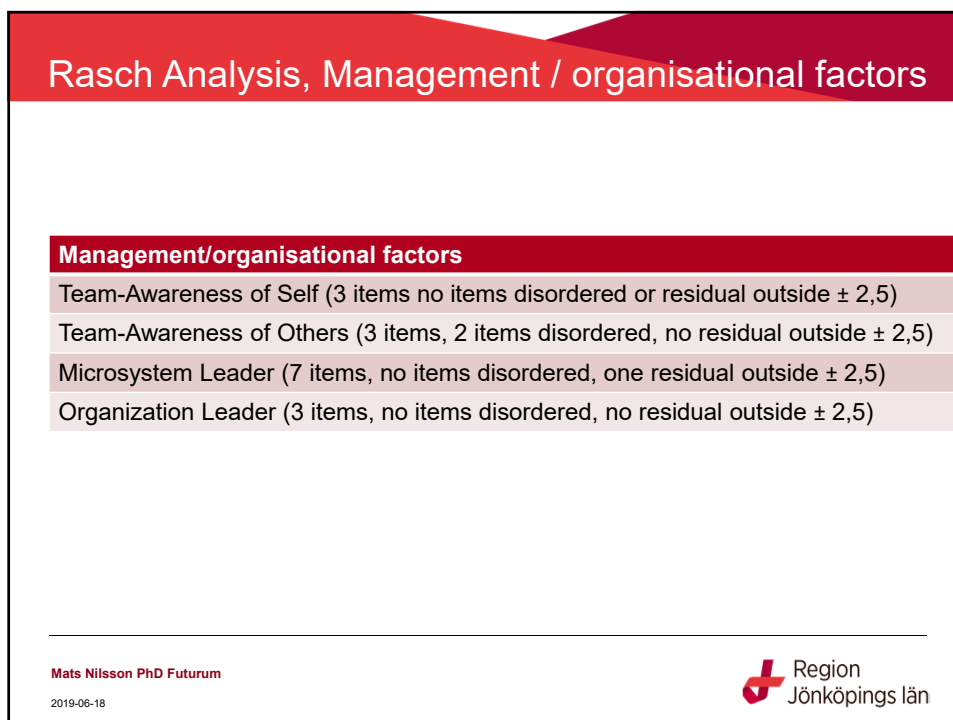 Rasch Analysis, Management / organisational factors
Management/organisational factors
Team-Awareness of Self (3 items no items disordered or residual outside ± 2,5)
Team-Awareness of Others (3 items, 2 items disordered, no residual outside ± 2,5)
Microsystem Leader (7 items, no items disordered, one residual outside ± 2,5)
Organization Leader (3 items, no items disordered, no residual outside ± 2,5)
Mats Nilsson PhD Futurum
2019-06-18
Region
Jönköpings län